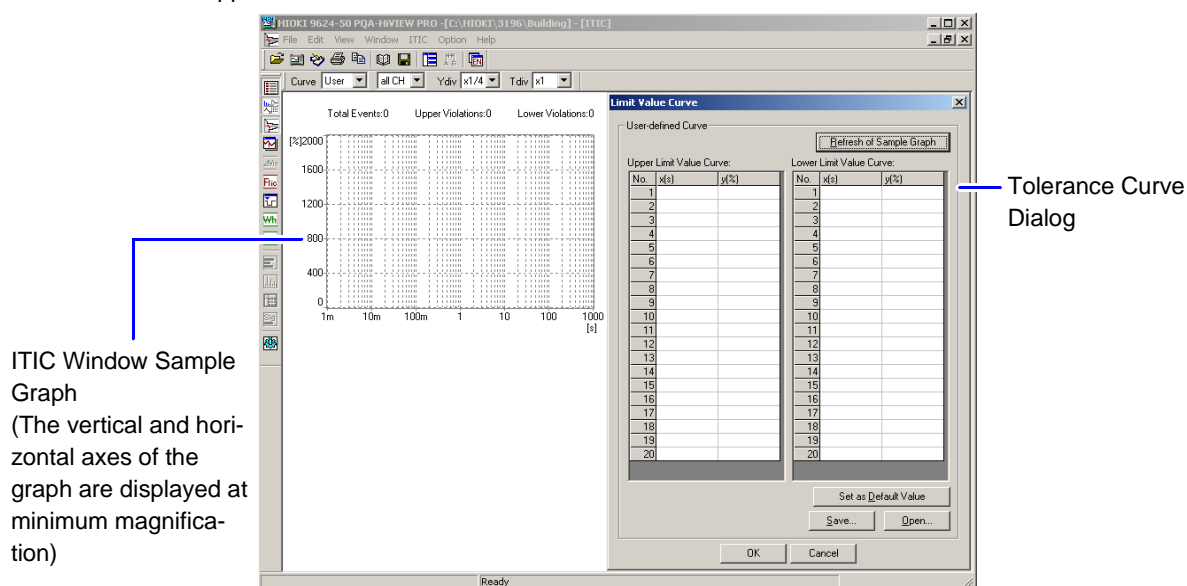 HIOKI 9624-50 PQA-HiVIEW PRO -[C:\HIOKI\3196\Building] - [ITIC]
File Edit View Window ITIC Option Help
Curve User all CH Ydiv x1/4 Tdiv x1
Total Events:0 Upper Violations:0 Lower Violations:0
[%]2000
1600
1200
800
400
0
1m 10m 100m 1 10 100 1000
[s]
Flic
Wh
Sig
Limit Value Curve
User-defined Curve
Refresh of Sample Graph
Upper Limit Value Curve: Lower Limit Value Curve:
No. x(s) y(%) No. x(s) y(%)
1 1
2 2
3 3
4 4
5 5
6 6
7 7
8 8
9 9
10 10
11 11
12 12
13 13
14 14
15 15
16 16
17 17
18 18
19 19
20 20
Set as Default Value
Save... Open...
OK Cancel
Ready
Tolerance Curve
Dialog
ITIC Window Sample
Graph
(The vertical and hori-
zontal axes of the
graph are displayed at
minimum magnifica-
tion)